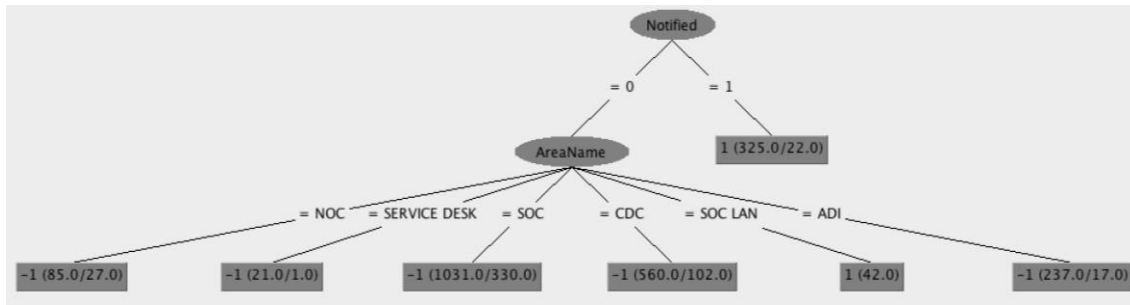 Notified
= 0 = 1
AreaName 1 (325.0/22.0)
= NOC = SERVICE DESK = SOC = CDC = SOC LAN = ADI
-1 (85.0/27.0) -1 (21.0/1.0) -1 (1031.0/330.0) -1 (560.0/102.0) 1 (42.0) -1 (237.0/17.0)